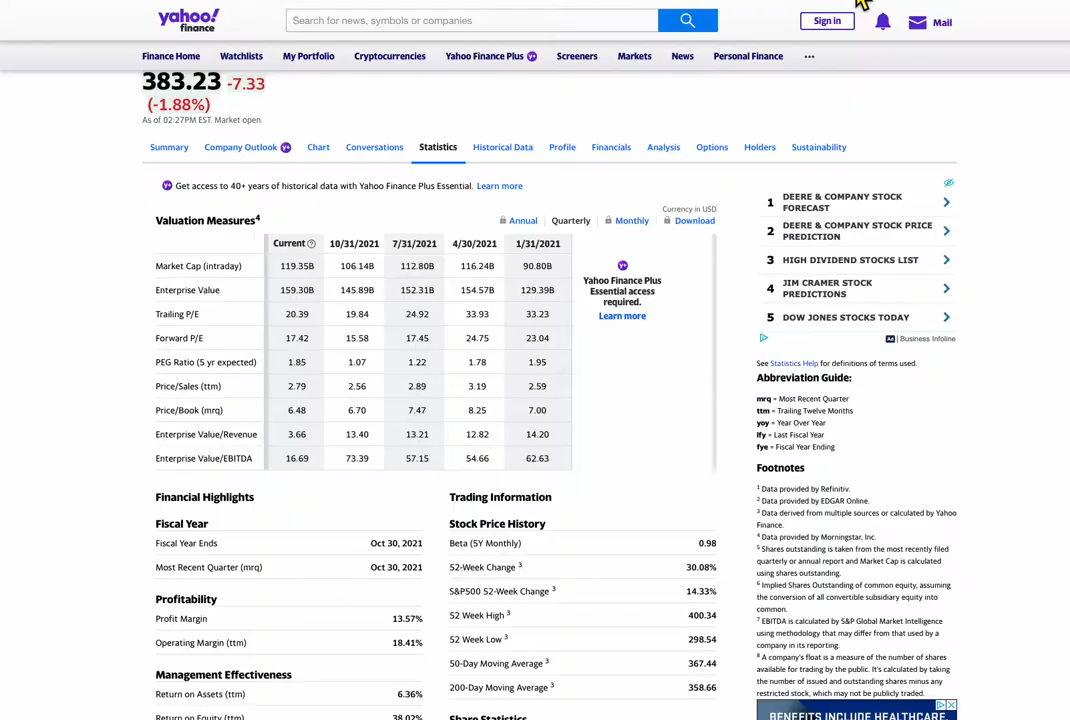 yahoo!
finance
Search for news, symbols or companies
Sign in
Mail
Finance Home
Watchlists
My Portfolio
Cryptocurrencies
Yahoo Finance Plus
Screeners
Markets
News
Personal Finance
...
383.23 -7.33
(-1.88%)
As of 02:27PM EST. Market open.
Summary
Company Outlook
Chart
Conversations
Statistics
Historical Data
Profile
Financials
Analysis
Options
Holders
Sustainability
Get access to 40+ years of historical data with Yahoo Finance Plus Essential. Learn more
Currency in USD
Valuation Measures4
Annual | Quarterly | Monthly | Download
Current 10/31/2021 7/31/2021 4/30/2021 1/31/2021
Market Cap (intraday) 119.35B 106.14B 112.80B 116.24B 90.80B
Enterprise Value 159.30B 145.89B 152.31B 154.57B 129.39B
Trailing P/E 20.39 19.84 24.92 33.93 33.23
Forward P/E 17.42 15.58 17.45 24.75 23.04
PEG Ratio (5 yr expected) 1.85 1.07 1.22 1.78 1.95
Price/Sales (ttm) 2.79 2.56 2.89 3.19 2.59
Price/Book (mrq) 6.48 6.70 7.47 8.25 7.00
Enterprise Value/Revenue 3.66 13.40 13.21 12.82 14.20
Enterprise Value/EBITDA 16.69 73.39 57.15 54.66 62.63
Yahoo Finance Plus
Essential access
required.
Learn more
Financial Highlights
Fiscal Year
Fiscal Year Ends Oct 30, 2021
Most Recent Quarter (mrq) Oct 30, 2021
Profitability
Profit Margin 13.57%
Operating Margin (ttm) 18.41%
Management Effectiveness
Return on Assets (ttm) 6.36%
Return on Equity (ttm) 38.02%
Trading Information
Stock Price History
Beta (5Y Monthly) 0.98
52-Week Change 3 30.08%
S&P500 52-Week Change 3 14.33%
52 Week High 3 400.34
52 Week Low 3 298.54
50-Day Moving Average 3 367.44
200-Day Moving Average 3 358.66
Share Statistics
1 DEERE & COMPANY STOCK
FORECAST
2 DEERE & COMPANY STOCK PRICE
PREDICTION
3 HIGH DIVIDEND STOCKS LIST
4 JIM CRAMER STOCK
PREDICTIONS
5 DOW JONES STOCKS TODAY
Ad | Business Infoline
See Statistics Help for definitions of terms used.
Abbreviation Guide:
mrq = Most Recent Quarter
ttm = Trailing Twelve Months
yoy = Year Over Year
lfy = Last Fiscal Year
fye = Fiscal Year Ending
Footnotes
1 Data provided by Refinitiv.
2 Data provided by EDGAR Online.
3 Data derived from multiple sources or calculated by Yahoo
Finance.
4 Data provided by Morningstar, Inc.
5 Shares outstanding is taken from the most recently filed
quarterly or annual report and Market Cap is calculated
using shares outstanding.
6 Implied Shares Outstanding of common equity, assuming
the conversion of all convertible subsidiary equity into
common.
7 EBITDA is calculated by S&P Global Market Intelligence
using methodology that may differ from that used by a
company in its reporting.
8 A company's float is a measure of the number of shares
available for trading by the public. It's calculated by taking
the number of issued and outstanding shares minus any
restricted stock, which may not be publicly traded.
BENEFITS INCLUDE HEALTHCARE,